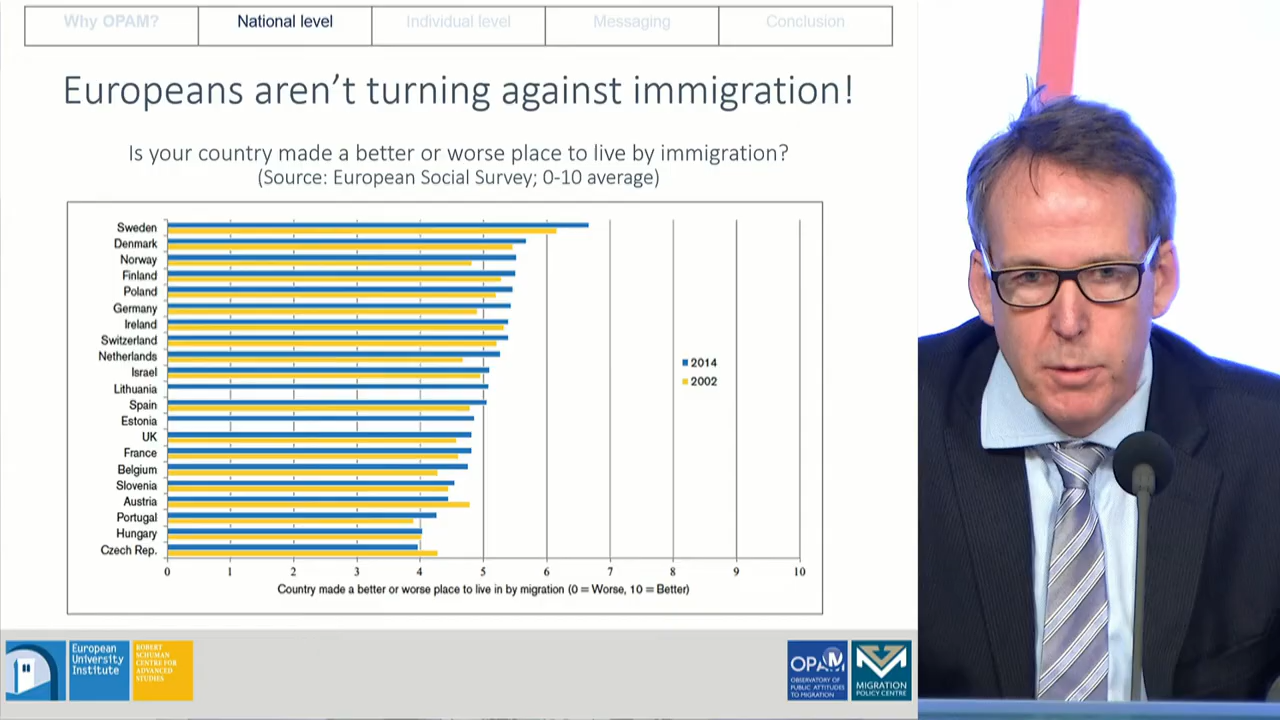 Why OPAM?
National level
Individual level
Messaging
Conclusion
Europeans aren't turning against immigration!
Is your country made a better or worse place to live by immigration?
(Source: European Social Survey; 0-10 average)
Sweden
Denmark
Norway
Finland
Poland
Germany
Ireland
Switzerland
Netherlands
Israel
Lithuania
Spain
Estonia
UK
France
Belgium
Slovenia
Austria
Portugal
Hungary
Czech Rep.
2014
2002
0 1 2 3 4 5 6 7 8 9 10
Country made a better or worse place to live in by migration (0 = Worse, 10 = Better)
European
University
Institute
ROBERT
SCHUMAN
CENTRE FOR
ADVANCED
STUDIES
OPAM
OBSERVATORY OF
PUBLIC ATTITUDES
TO MIGRATION
MIGRATION
POLICY CENTRE